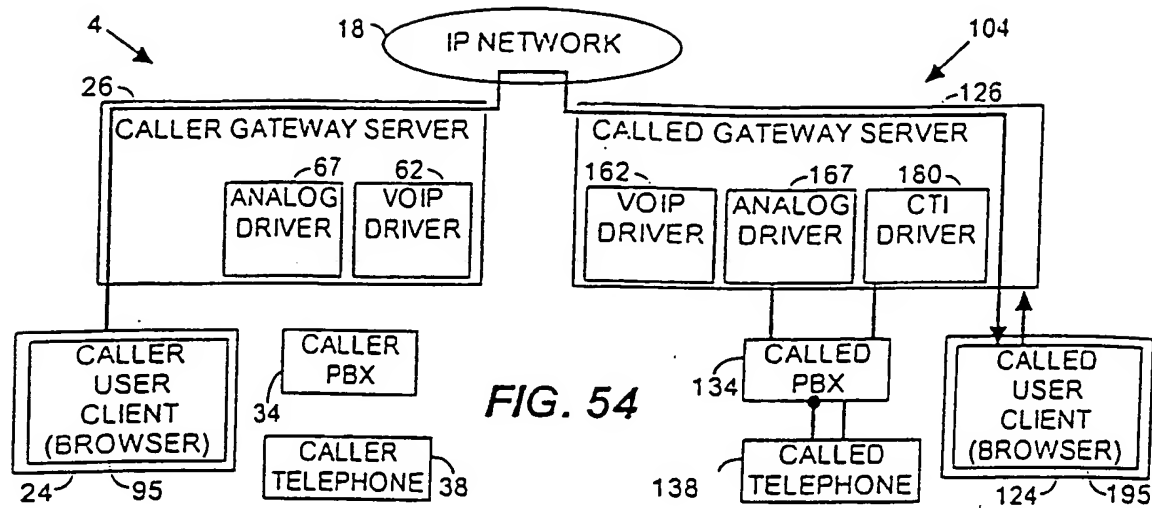 4
18
IP NETWORK
104
26
CALLER GATEWAY SERVER
67
ANALOG
DRIVER
62
VOIP
DRIVER
126
CALLED GATEWAY SERVER
162
VOIP
DRIVER
167
ANALOG
DRIVER
180
CTI
DRIVER
CALLER
USER
CLIENT
(BROWSER)
24
95
CALLER
PBX
34
CALLER
TELEPHONE
38
FIG. 54
134
CALLED
PBX
138
CALLED
TELEPHONE
CALLED
USER
CLIENT
(BROWSER)
124
195